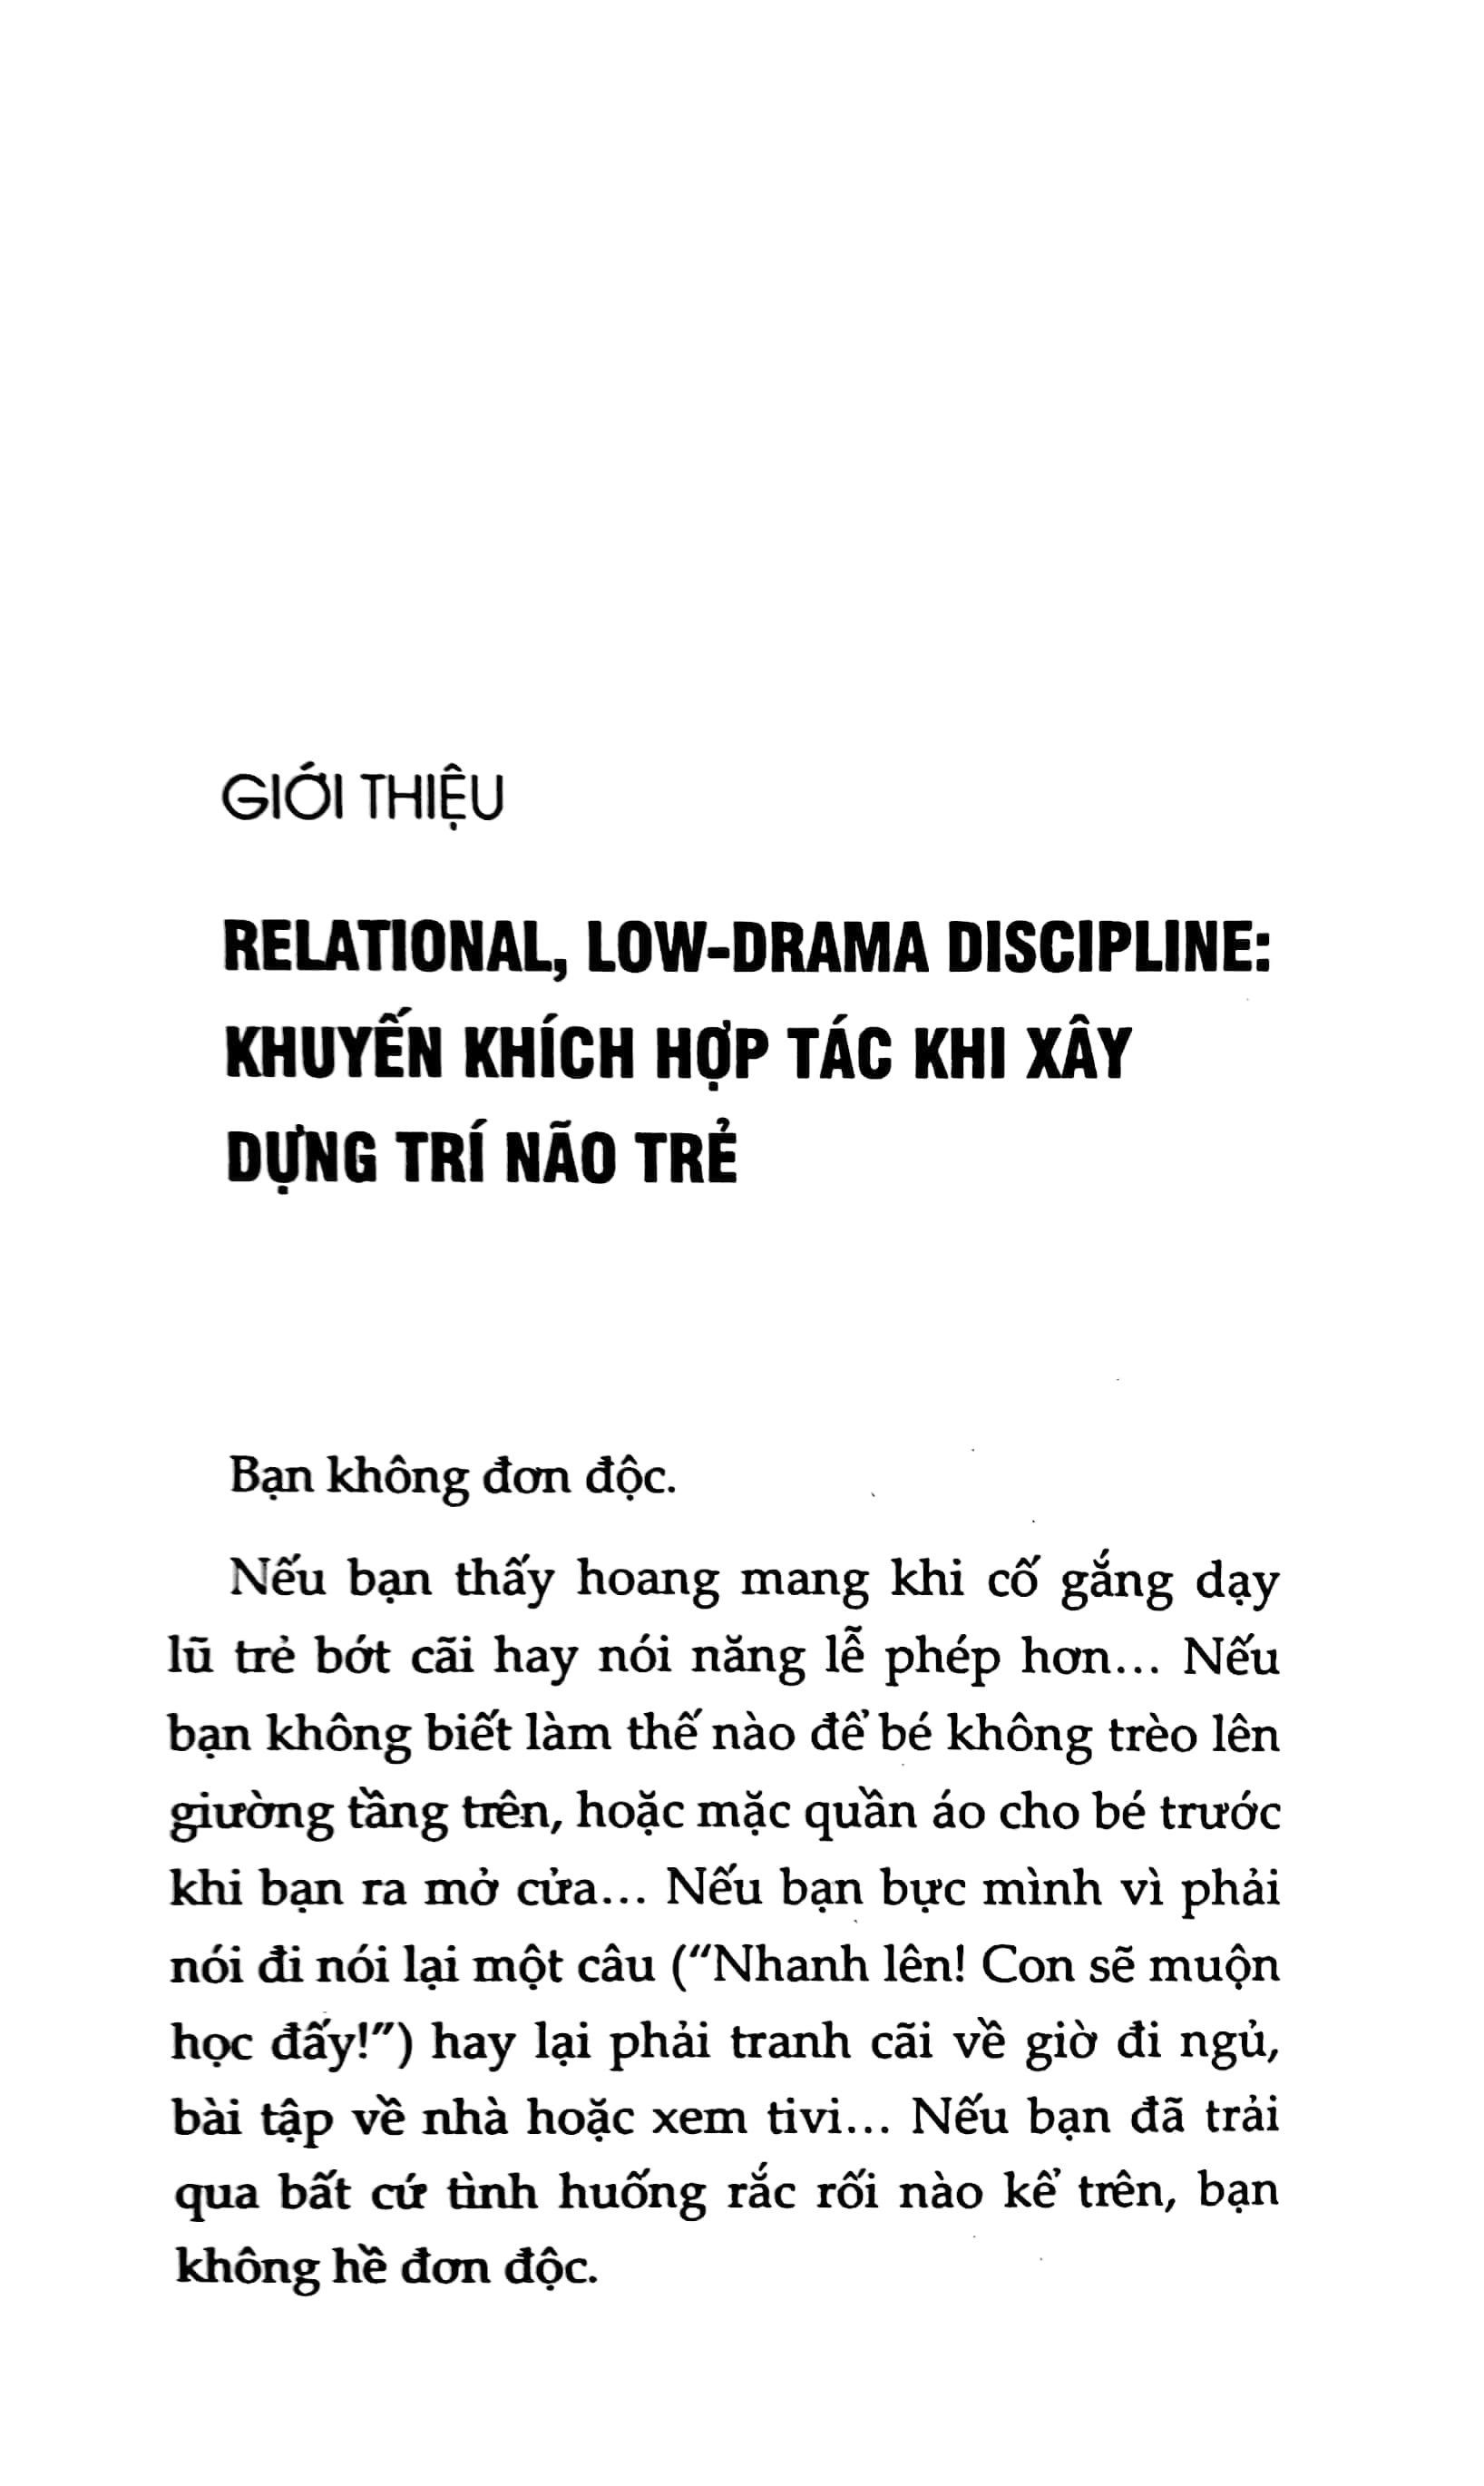 GIỚI THIỆU
RELATIONAL, LOW-DRAMA DISCIPLINE:
KHUYẾN KHÍCH HỢP TÁC KHI XÂY
DỰNG TRÍ NÃO TRẺ
Bạn không đơn độc.
Nếu bạn thấy hoang mang khi cố gắng dạy
lũ trẻ bớt cãi hay nói năng lễ phép hơn... Nếu
bạn không biết làm thế nào để bé không trèo lên
giường tầng trên, hoặc mặc quần áo cho bé trước
khi bạn ra mở cửa... Nếu bạn bực mình vì phải
nói đi nói lại một câu (“Nhanh lên! Con sẽ muộn
học đấy!”) hay lại phải tranh cãi về giờ đi ngủ,
bài tập về nhà hoặc xem tivi... Nếu bạn đã trải
qua bất cứ tình huống rắc rối nào kể trên, bạn
không hề đơn độc.